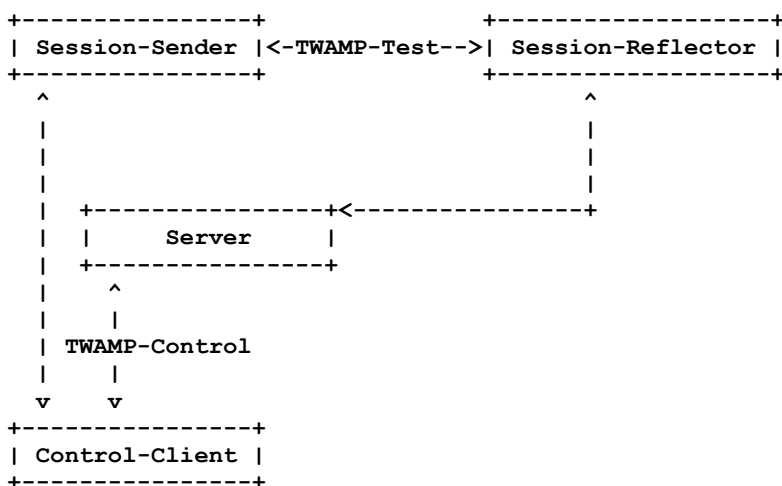 +----------------+               +-------------------+
| Session-Sender |<-TWAMP-Test-->| Session-Reflector |
+----------------+               +-------------------+
  ^                                     ^
  |                                     |
  |                                     |
  |                                     |
  |  +----------------+<----------------+
  |  |     Server     |
  |  +----------------+
  |    ^
  |    |
  | TWAMP-Control
  |    |
  v    v
+----------------+
| Control-Client |
+----------------+